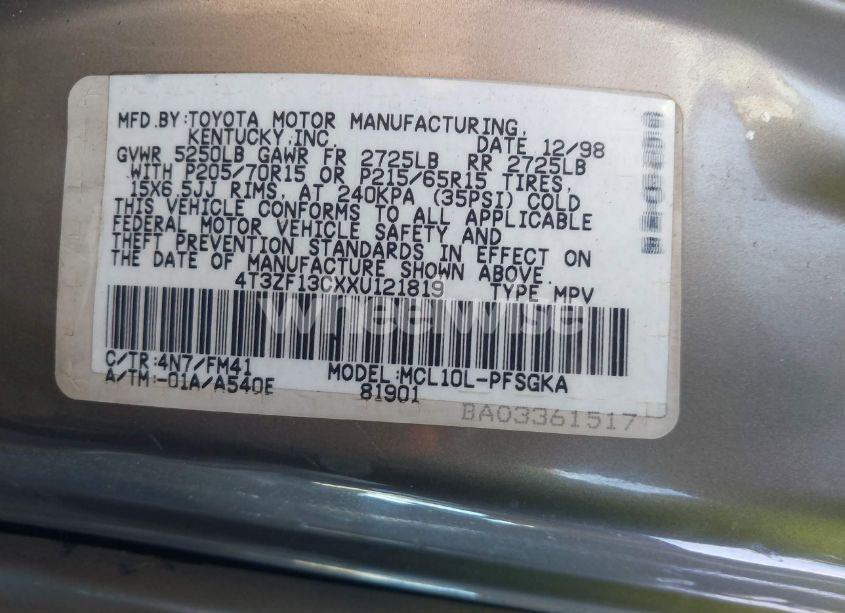 MFD.BY:TOYOTA MOTOR MANUFACTURING,
KENTUCKY,INC. DATE 12/98
GVWR 5250LB GAWR FR 2725LB RR 2725LB
WITH P205/70R15 OR P215/65R15 TIRES,
15X6.5JJ RIMS, AT 240KPA (35PSI) COLD
THIS VEHICLE CONFORMS TO ALL APPLICABLE
FEDERAL MOTOR VEHICLE SAFETY AND
THEFT PREVENTION STANDARDS IN EFFECT ON
THE DATE OF MANUFACTURE SHOWN ABOVE.
4T3ZF13CXXU121819 TYPE MPV
Wheelwise
C/TR:4N7/FM41 MODEL:MCL10L-PFSGKA
A/TM:-01A/A540E 81901
BA03361517